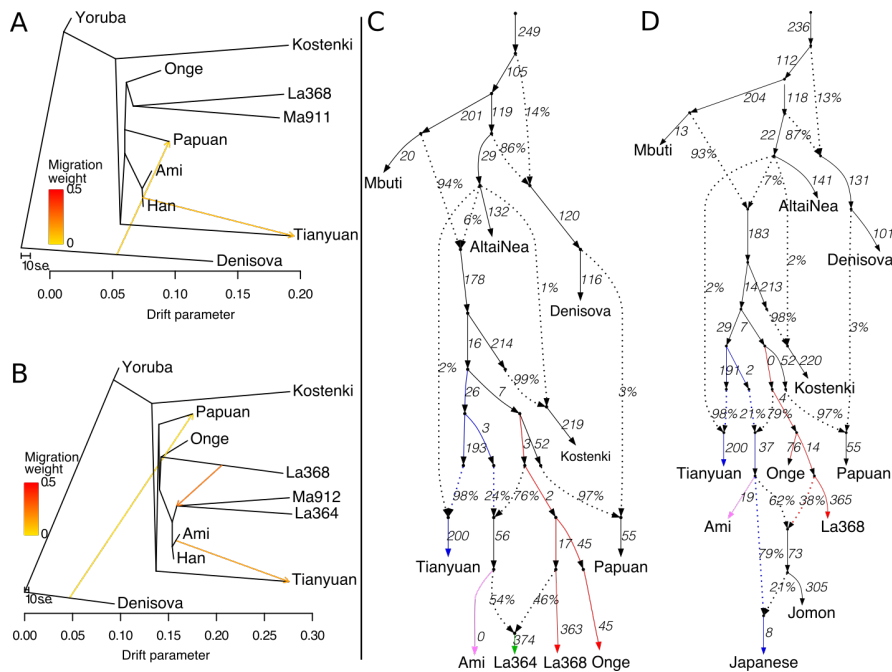 A
Yoruba
Kostenki
Onge
La368
Ma911
Papuan
Migration
weight
0.5
0
Ami
Han
Tianyuan
Denisova
10 s.e.
0.00 0.05 0.10 0.15 0.20
Drift parameter
B
Yoruba
Kostenki
Papuan
Onge
Migration
weight
0.5
0
La368
Ma912
La364
Ami
Han
Tianyuan
Denisova
10 s.e.
0.00 0.05 0.10 0.15 0.20 0.25 0.30
Drift parameter
C
249
105
201 119 14%
20 29 86%
Mbuti
94% 6% 132 120
AltaiNea
178 1% 116
Denisova
16 214
2% 26 7 99% 3%
219
Kostenki
3 3 52
193
98% 24% 76% 2 97%
200 56 17 45 55
Tianyuan Papuan
54% 46%
0 374 363 45
Ami La364 La368 Onge
D
236
112
204 118 13%
13 22 87%
Mbuti
93% 7% 141 131
AltaiNea
101
Denisova
183
2% 2% 3%
14 213
29 7 98%
0 52 220
Kostenki
191 2 4
98% 21% 79% 97%
200 37 76 14 55
Tianyuan Onge Papuan
19 62% 38% 365
Ami La368
79% 73
21% 305
Jomon
8
Japanese